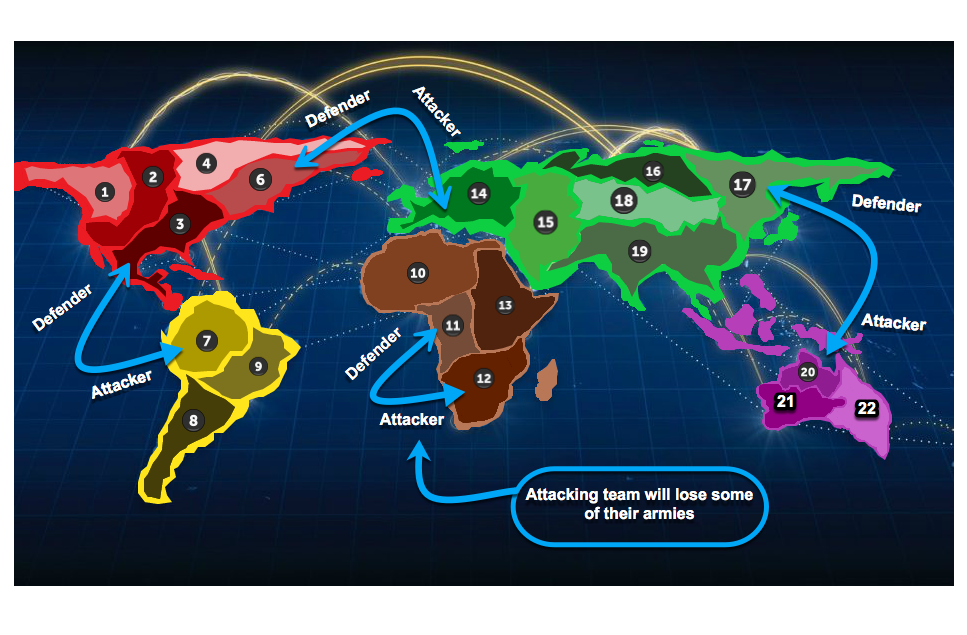 Defender
Attacker
4
2
6
1
3
14
16
17
18
15
19
Defender
10
13
Defender
Attacker
7
11
Defender
9
12
20
21
22
Attacker
8
Attacker
Attacking team will lose some
of their armies